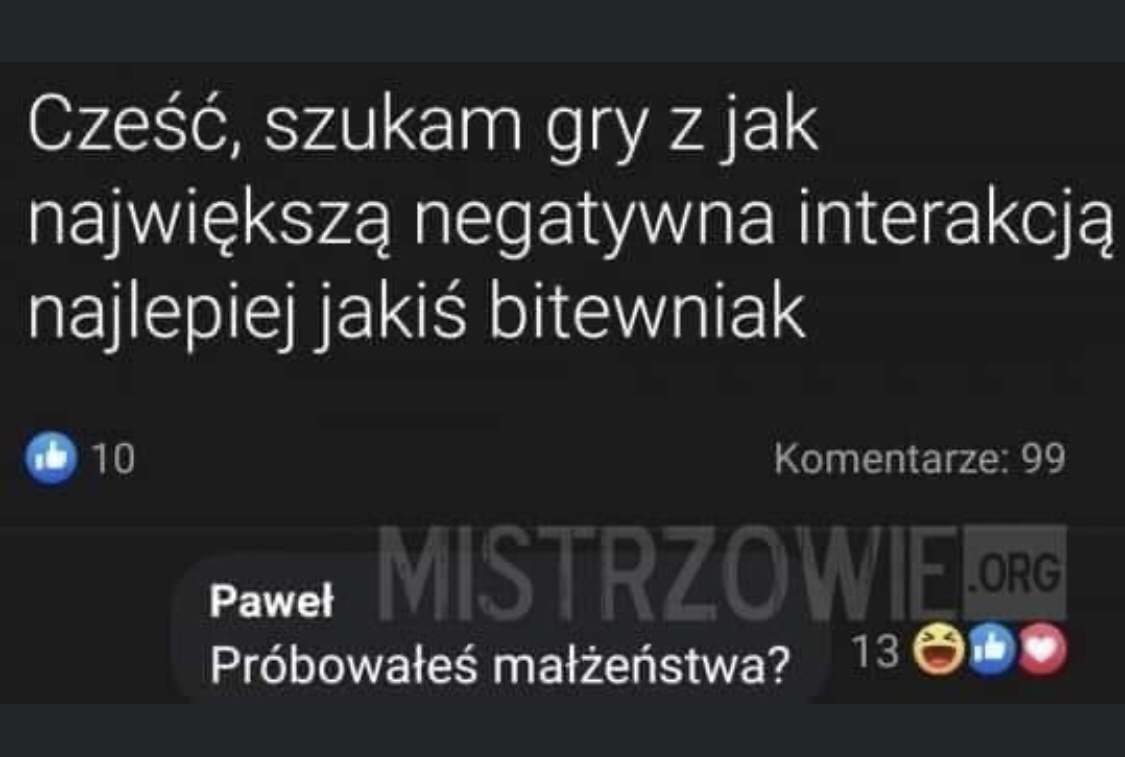 Cześć, szukam gry z jak
największą negatywna interakcją
najlepiej jakiś bitewniak
10
Komentarze: 99
MISTRZOWIE.ORG
Paweł
Próbowałeś małżeństwa?
13